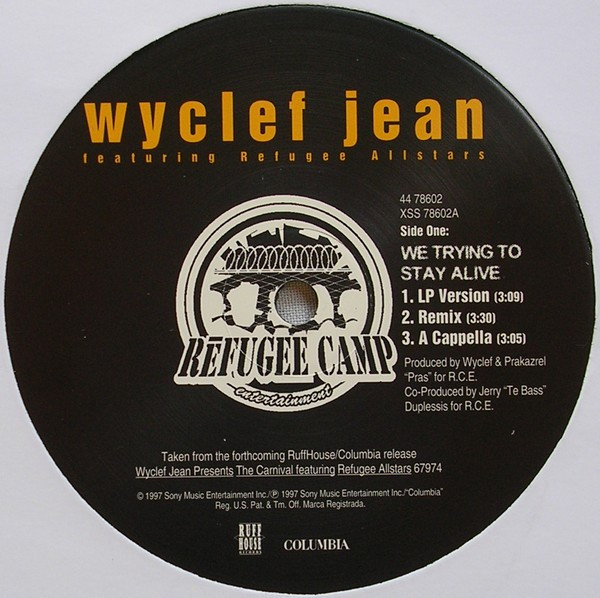 wyclef jean
featuring Refugee Allstars
44 78602
XSS 78602A
Side One:
WE TRYING TO
STAY ALIVE
1. LP Version (3:09)
2. Remix (3:30)
3. A Cappella (3:05)
Produced by Wyclef & Prakazrel
"Pras" for R.C.E.
Co-Produced by Jerry "Te Bass"
Duplessis for R.C.E.
REFUGEE CAMP
entertainment
Taken from the forthcoming RuffHouse/Columbia release
Wyclef Jean Presents The Carnival featuring Refugee Allstars 67974
© 1997 Sony Music Entertainment Inc./℗ 1997 Sony Music Entertainment Inc./"Columbia"
Reg. U.S. Pat. & Tm. Off. Marca Registrada.
RUFF
HOUSE
RECORDS
COLUMBIA